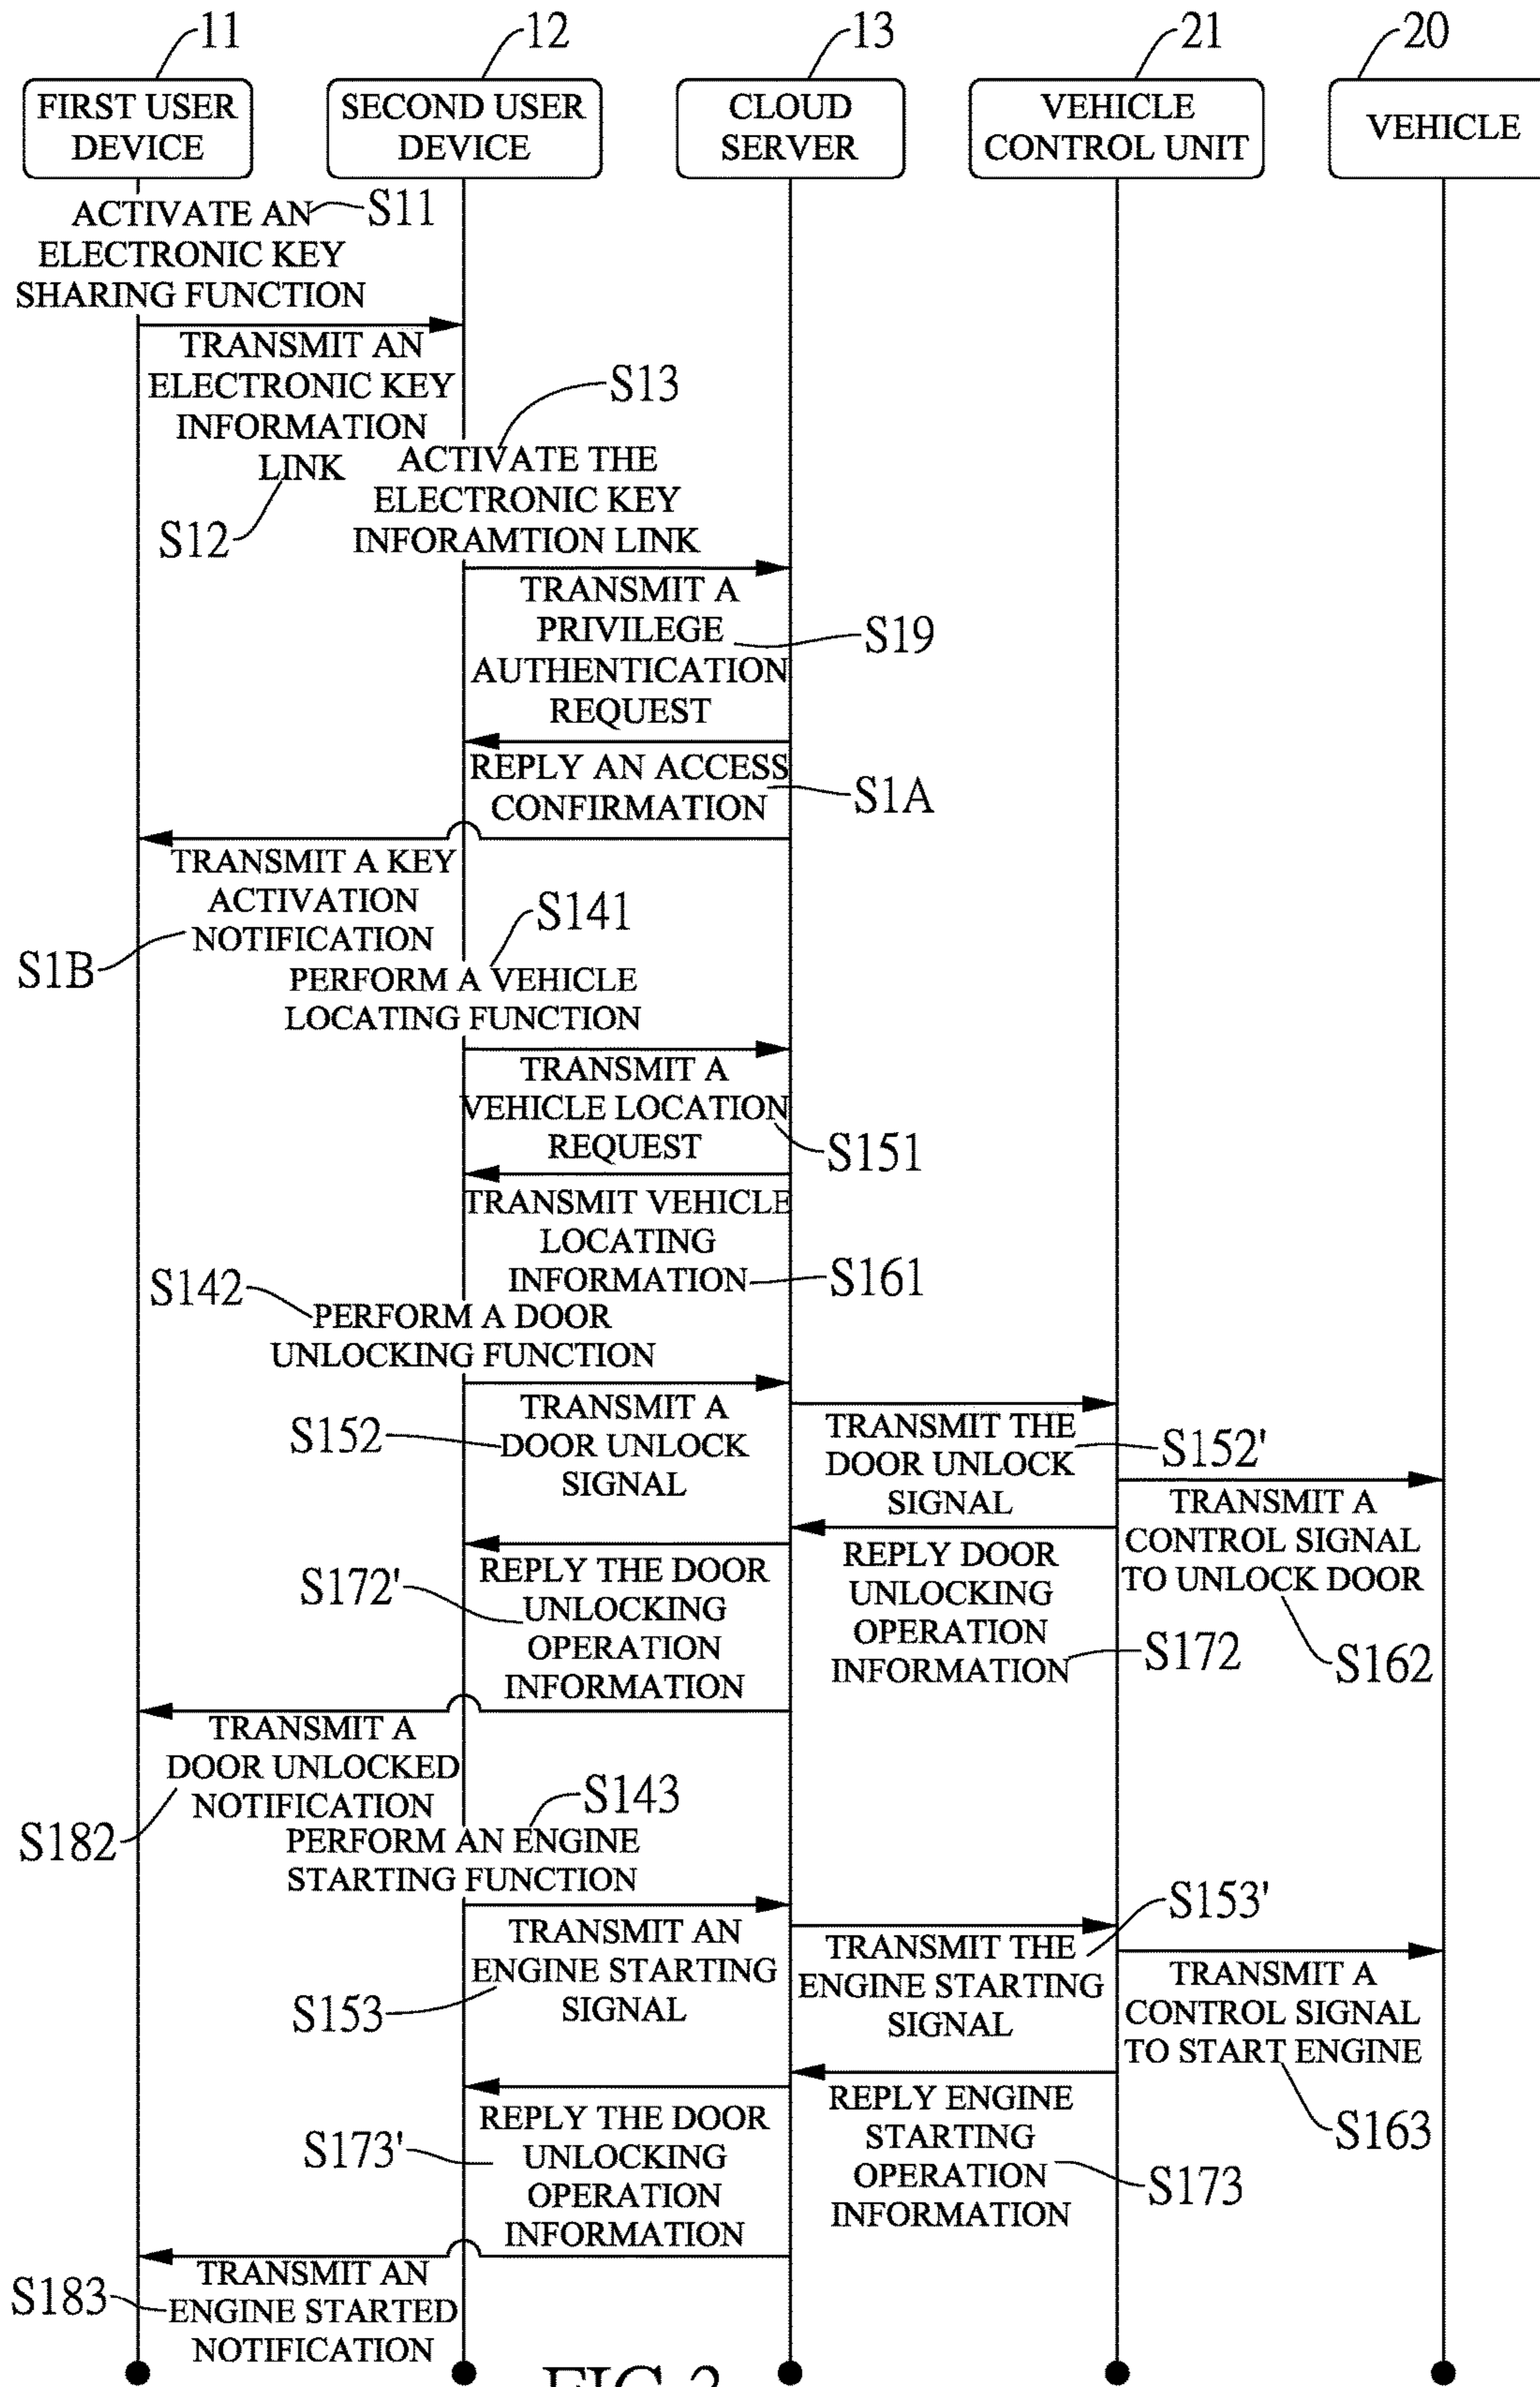 11
12
13
21
20
FIRST USER
DEVICE
SECOND USER
DEVICE
CLOUD
SERVER
VEHICLE
CONTROL UNIT
VEHICLE
ACTIVATE AN
ELECTRONIC KEY
SHARING FUNCTION
S11
TRANSMIT AN
ELECTRONIC KEY
INFORMATION
LINK
S12
S13
ACTIVATE THE
ELECTRONIC KEY
INFORAMTION LINK
TRANSMIT A
PRIVILEGE
AUTHENTICATION
REQUEST
S19
REPLY AN ACCESS
CONFIRMATION
S1A
TRANSMIT A KEY
ACTIVATION
NOTIFICATION
S1B
S141
PERFORM A VEHICLE
LOCATING FUNCTION
TRANSMIT A
VEHICLE LOCATION
REQUEST
S151
TRANSMIT VEHICLE
LOCATING
INFORMATION
S161
S142
PERFORM A DOOR
UNLOCKING FUNCTION
TRANSMIT A
DOOR UNLOCK
SIGNAL
S152
TRANSMIT THE
DOOR UNLOCK
SIGNAL
S152'
TRANSMIT A
CONTROL SIGNAL
TO UNLOCK DOOR
S162
REPLY DOOR
UNLOCKING
OPERATION
INFORMATION
S172
REPLY THE DOOR
UNLOCKING
OPERATION
INFORMATION
S172'
TRANSMIT A
DOOR UNLOCKED
NOTIFICATION
S182
S143
PERFORM AN ENGINE
STARTING FUNCTION
TRANSMIT AN
ENGINE STARTING
SIGNAL
S153
TRANSMIT THE
ENGINE STARTING
SIGNAL
S153'
TRANSMIT A
CONTROL SIGNAL
TO START ENGINE
S163
REPLY ENGINE
STARTING
OPERATION
INFORMATION
S173
REPLY THE DOOR
UNLOCKING
OPERATION
INFORMATION
S173'
TRANSMIT AN
ENGINE STARTED
NOTIFICATION
S183